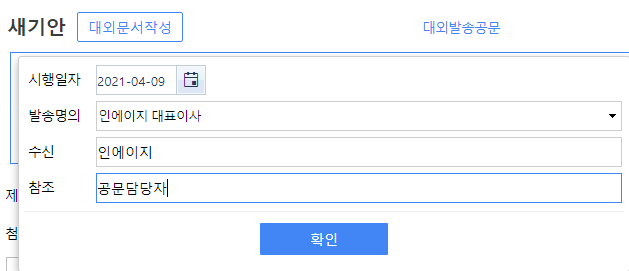 새기안 대외문서작성 대외발송공문
시행일자 2021-04-09
발송명의 인에이지 대표이사
수신 인에이지
참조 공문담당자
제
첨
확인